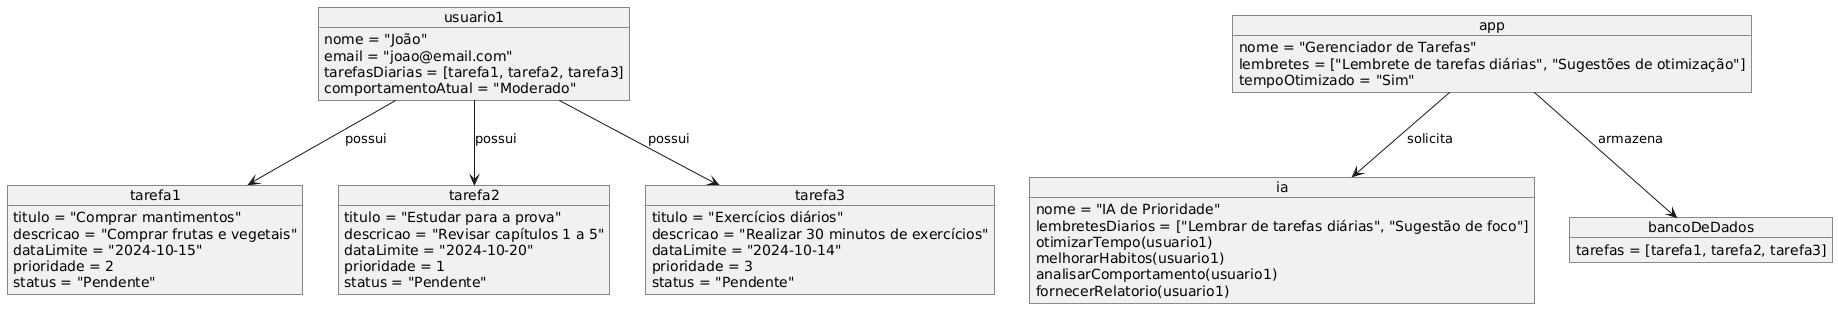 usuario1
nome = "João"
email = "joao@email.com"
tarefasDiarias = [tarefa1, tarefa2, tarefa3]
comportamentoAtual = "Moderado"
app
nome = "Gerenciador de Tarefas"
lembretes = ["Lembrete de tarefas diárias", "Sugestões de otimização"]
tempoOtimizado = "Sim"
possui
possui
possui
solicita
armazena
tarefa1
titulo = "Comprar mantimentos"
descricao = "Comprar frutas e vegetais"
dataLimite = "2024-10-15"
prioridade = 2
status = "Pendente"
tarefa2
titulo = "Estudar para a prova"
descricao = "Revisar capítulos 1 a 5"
dataLimite = "2024-10-20"
prioridade = 1
status = "Pendente"
tarefa3
titulo = "Exercícios diários"
descricao = "Realizar 30 minutos de exercícios"
dataLimite = "2024-10-14"
prioridade = 3
status = "Pendente"
ia
nome = "IA de Prioridade"
lembretesDiarios = ["Lembrar de tarefas diárias", "Sugestão de foco"]
otimizarTempo(usuario1)
melhorarHabitos(usuario1)
analisarComportamento(usuario1)
fornecerRelatorio(usuario1)
bancoDeDados
tarefas = [tarefa1, tarefa2, tarefa3]